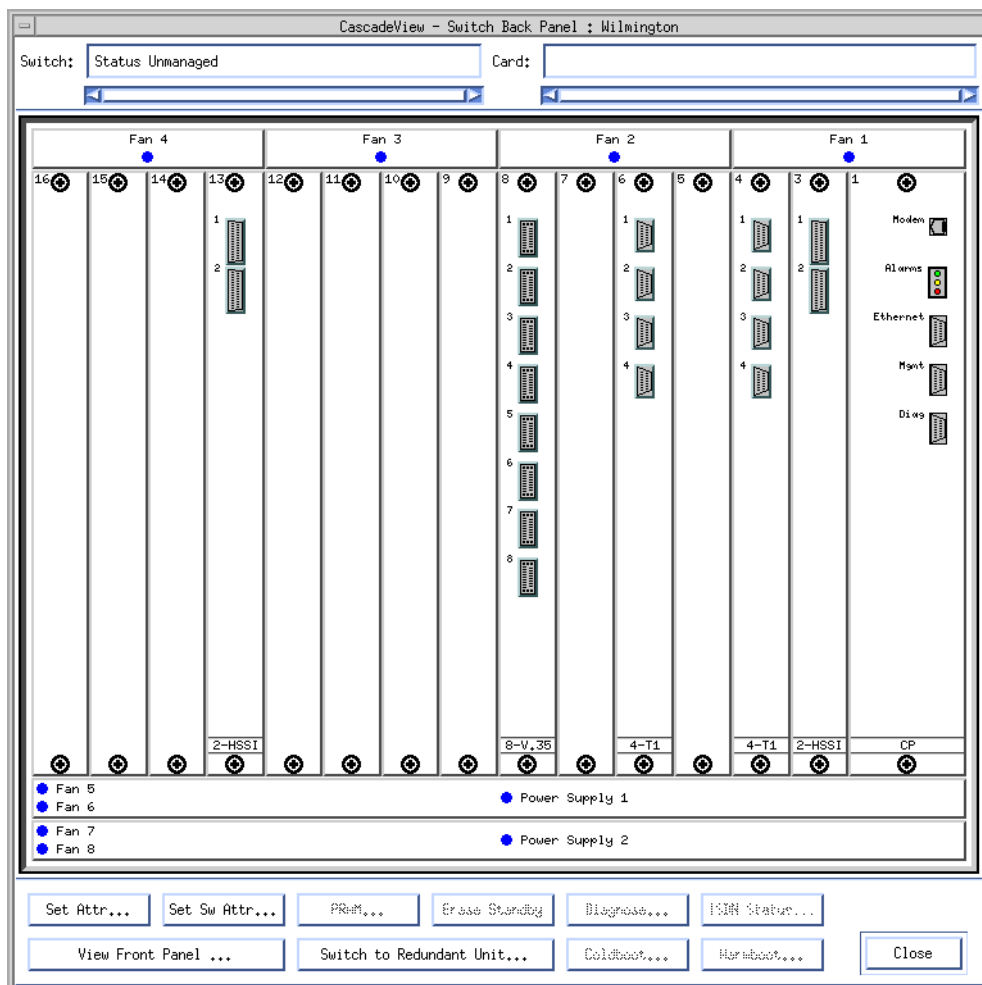 CascadeView - Switch Back Panel : Wilmington
Switch: Status Unmanaged Card:
Fan 4 Fan 3 Fan 2 Fan 1
16 15 14 13 12 11 10 9 8 7 6 5 4 3 1
1 1 1 1 1 Modem
2 2 2 2 2 Alarms
3 3 3 Ethernet
4 4 4 Mgmt
5 Diag
6
7
8
2-HSSI 8-V.35 4-T1 4-T1 2-HSSI CP
Fan 5
Fan 6 Power Supply 1
Fan 7
Fan 8 Power Supply 2
Set Attr... Set Sw Attr... PRAM... Erase Standby Diagnose... ISDN Status...
View Front Panel ... Switch to Redundant Unit... Coldboot... Warmboot... Close